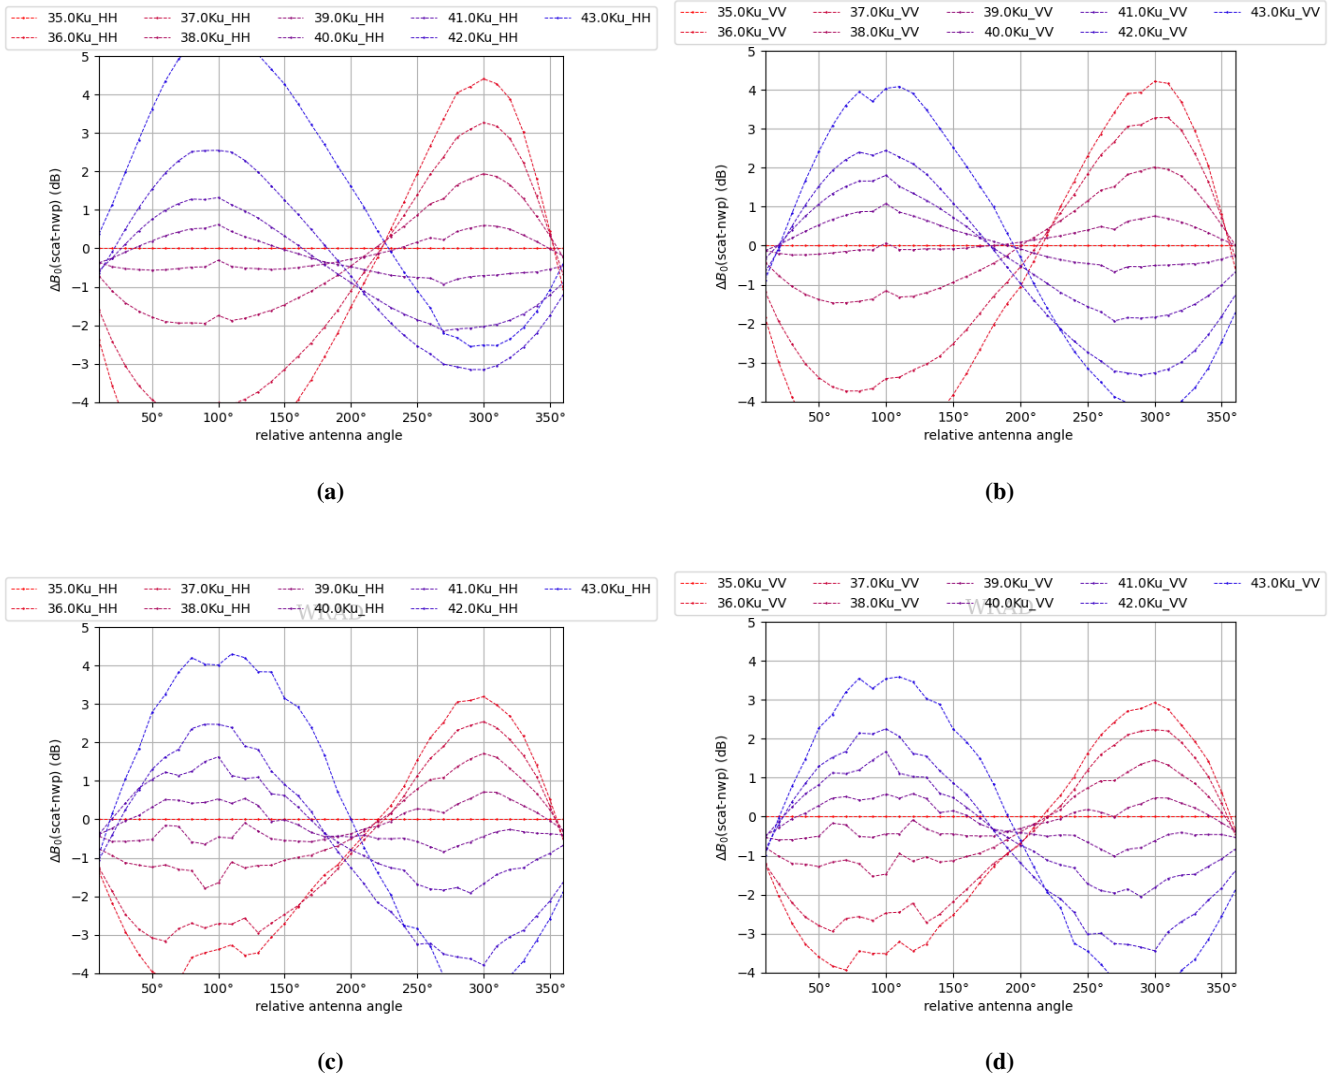 35.0Ku_HH 37.0Ku_HH 39.0Ku_HH 41.0Ku_HH 43.0Ku_HH
36.0Ku_HH 38.0Ku_HH 40.0Ku_HH 42.0Ku_HH
5
4
3
2
1
0
−1
−2
−3
−4
ΔB₀(scat-nwp) (dB)
50° 100° 150° 200° 250° 300° 350°
relative antenna angle
(a)
35.0Ku_VV 37.0Ku_VV 39.0Ku_VV 41.0Ku_VV 43.0Ku_VV
36.0Ku_VV 38.0Ku_VV 40.0Ku_VV 42.0Ku_VV
5
4
3
2
1
0
−1
−2
−3
−4
ΔB₀(scat-nwp) (dB)
50° 100° 150° 200° 250° 300° 350°
relative antenna angle
(b)
35.0Ku_HH 37.0Ku_HH 39.0Ku_HH 41.0Ku_HH 43.0Ku_HH
36.0Ku_HH 38.0Ku_HH 40.0Ku_HH 42.0Ku_HH
WRAD
5
4
3
2
1
0
−1
−2
−3
−4
ΔB₀(scat-nwp) (dB)
50° 100° 150° 200° 250° 300° 350°
relative antenna angle
(c)
35.0Ku_VV 37.0Ku_VV 39.0Ku_VV 41.0Ku_VV 43.0Ku_VV
36.0Ku_VV 38.0Ku_VV 40.0Ku_VV 42.0Ku_VV
WRAD
5
4
3
2
1
0
−1
−2
−3
−4
ΔB₀(scat-nwp) (dB)
50° 100° 150° 200° 250° 300° 350°
relative antenna angle
(d)